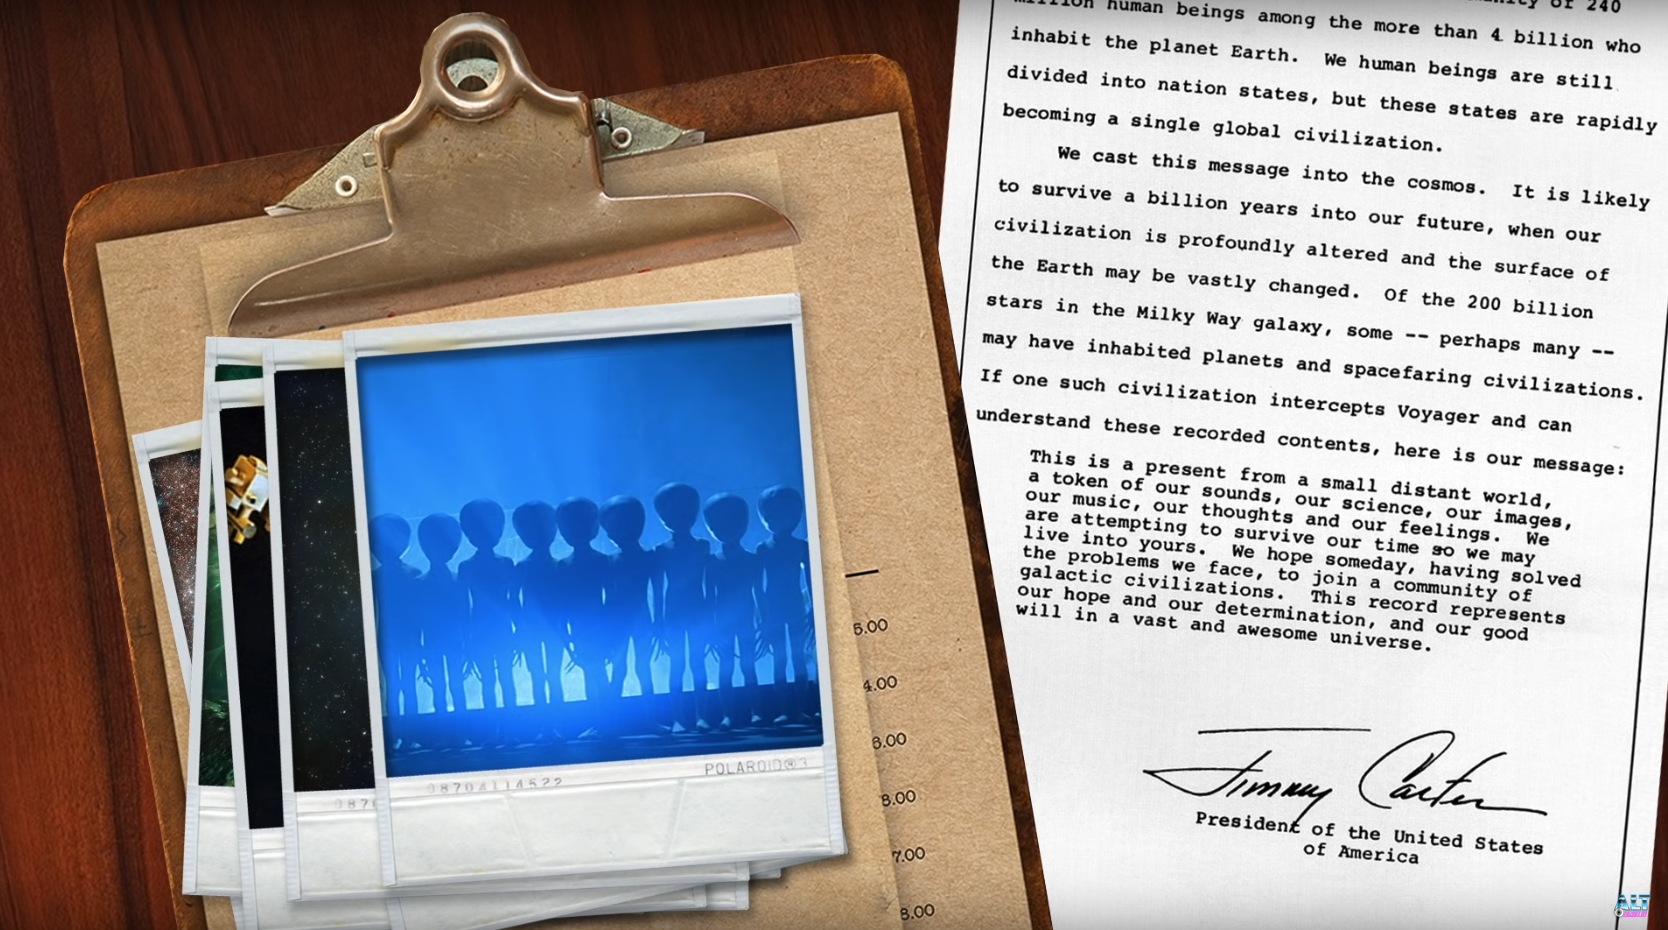 of 240
million human beings among the more than 4 billion who
inhabit the planet Earth. We human beings are still
divided into nation states, but these states are rapidly
becoming a single global civilization.
We cast this message into the cosmos. It is likely
to survive a billion years into our future, when our
civilization is profoundly altered and the surface of
the Earth may be vastly changed. Of the 200 billion
stars in the Milky Way galaxy, some -- perhaps many --
may have inhabited planets and spacefaring civilizations.
If one such civilization intercepts Voyager and can
understand these recorded contents, here is our message:
This is a present from a small distant world,
a token of our sounds, our science, our images,
our music, our thoughts and our feelings. We
are attempting to survive our time so we may
live into yours. We hope someday, having solved
the problems we face, to join a community of
galactic civilizations. This record represents
our hope and our determination, and our good
will in a vast and awesome universe.
Jimmy Carter
President of the United States
of America
POLAROID®3
087
5.00
4.00
8.00
7.00
8.00
ALT